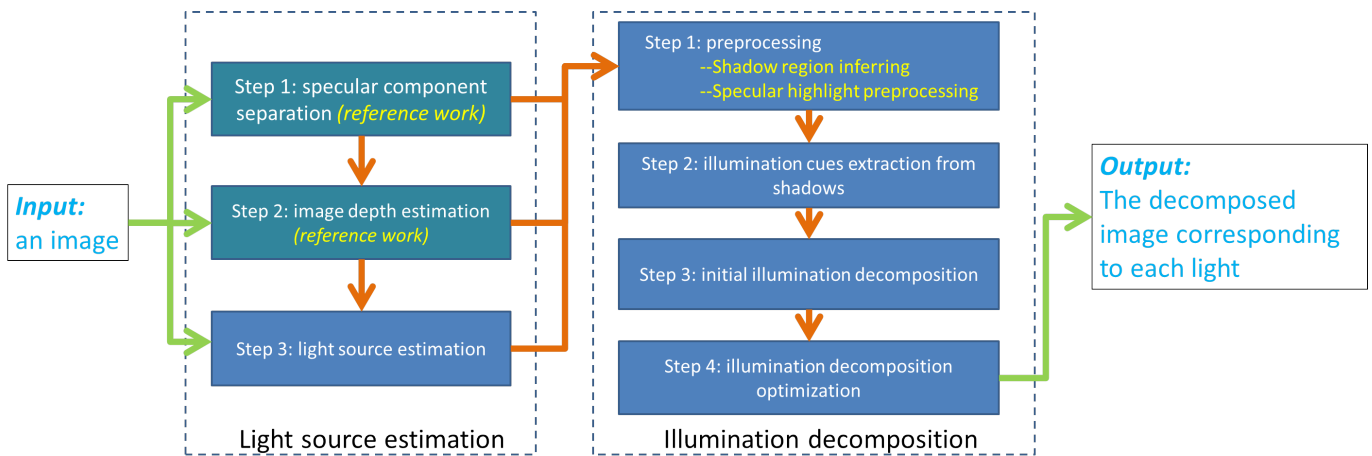 Input:
an image
Step 1: specular component
separation (reference work)
Step 2: image depth estimation
(reference work)
Step 3: light source estimation
Light source estimation
Step 1: preprocessing
--Shadow region inferring
--Specular highlight preprocessing
Step 2: illumination cues extraction from
shadows
Step 3: initial illumination decomposition
Step 4: illumination decomposition
optimization
Illumination decomposition
Output:
The decomposed
image corresponding
to each light